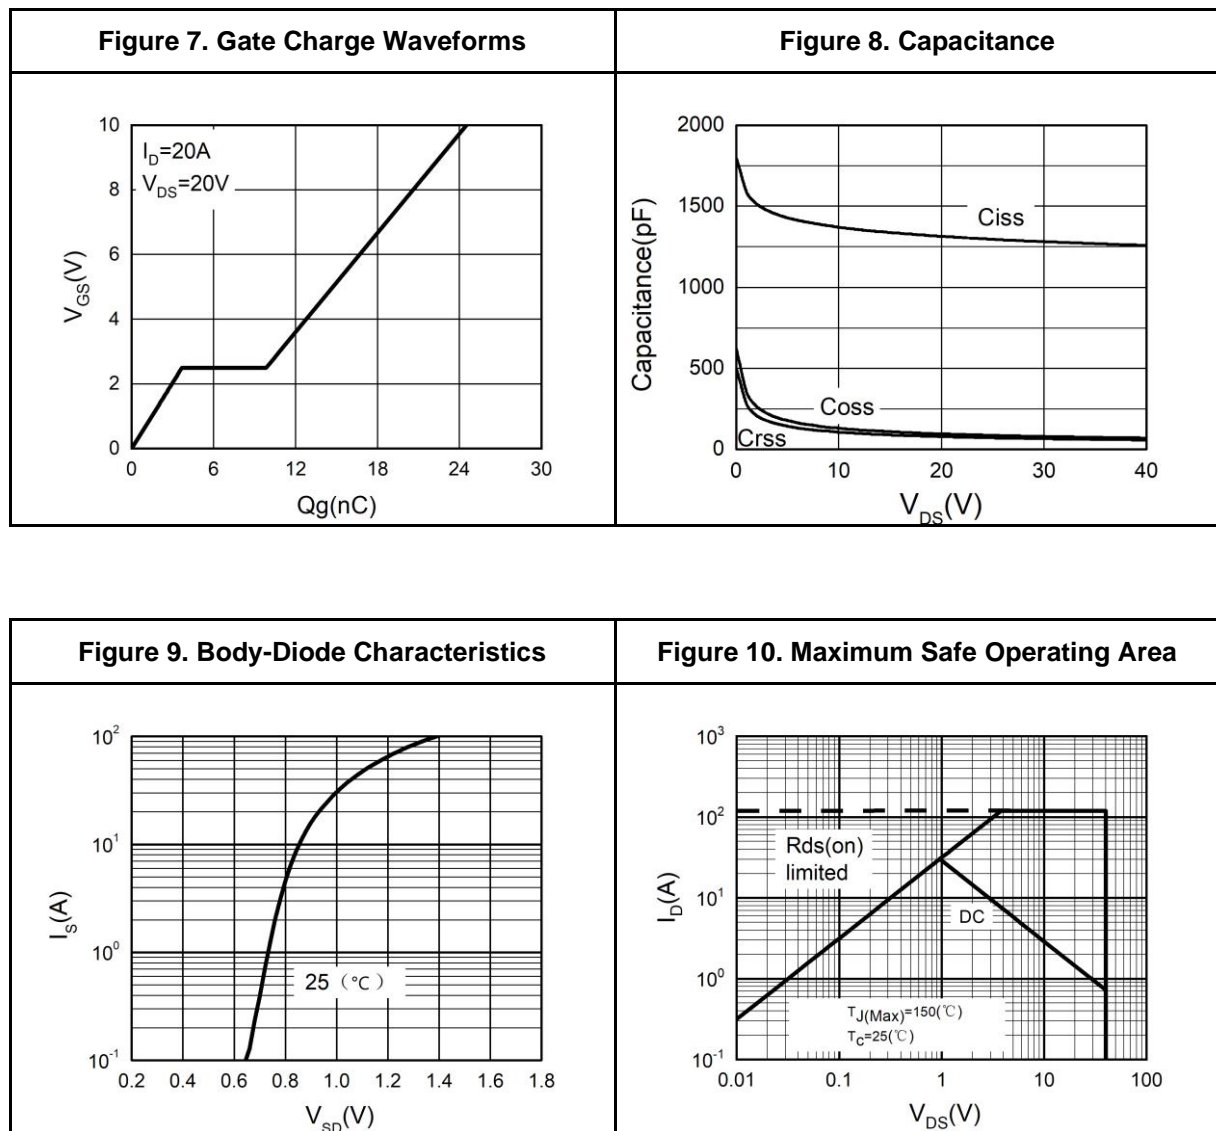 Figure 7. Gate Charge Waveforms
Figure 8. Capacitance
10
8
6
4
2
0
V_GS(V)
I_D=20A
V_DS=20V
0 6 12 18 24 30
Qg(nC)
2000
1500
1000
500
0
Capacitance(pF)
Ciss
Coss
Crss
0 10 20 30 40
V_DS(V)
Figure 9. Body-Diode Characteristics
Figure 10. Maximum Safe Operating Area
10^2
10^1
10^0
10^-1
I_S(A)
25（℃）
0.2 0.4 0.6 0.8 1.0 1.2 1.4 1.6 1.8
V_SD(V)
10^3
10^2
10^1
10^0
10^-1
I_D(A)
Rds(on)
limited
DC
T_J(Max)=150(℃)
T_C=25(℃)
0.01 0.1 1 10 100
V_DS(V)